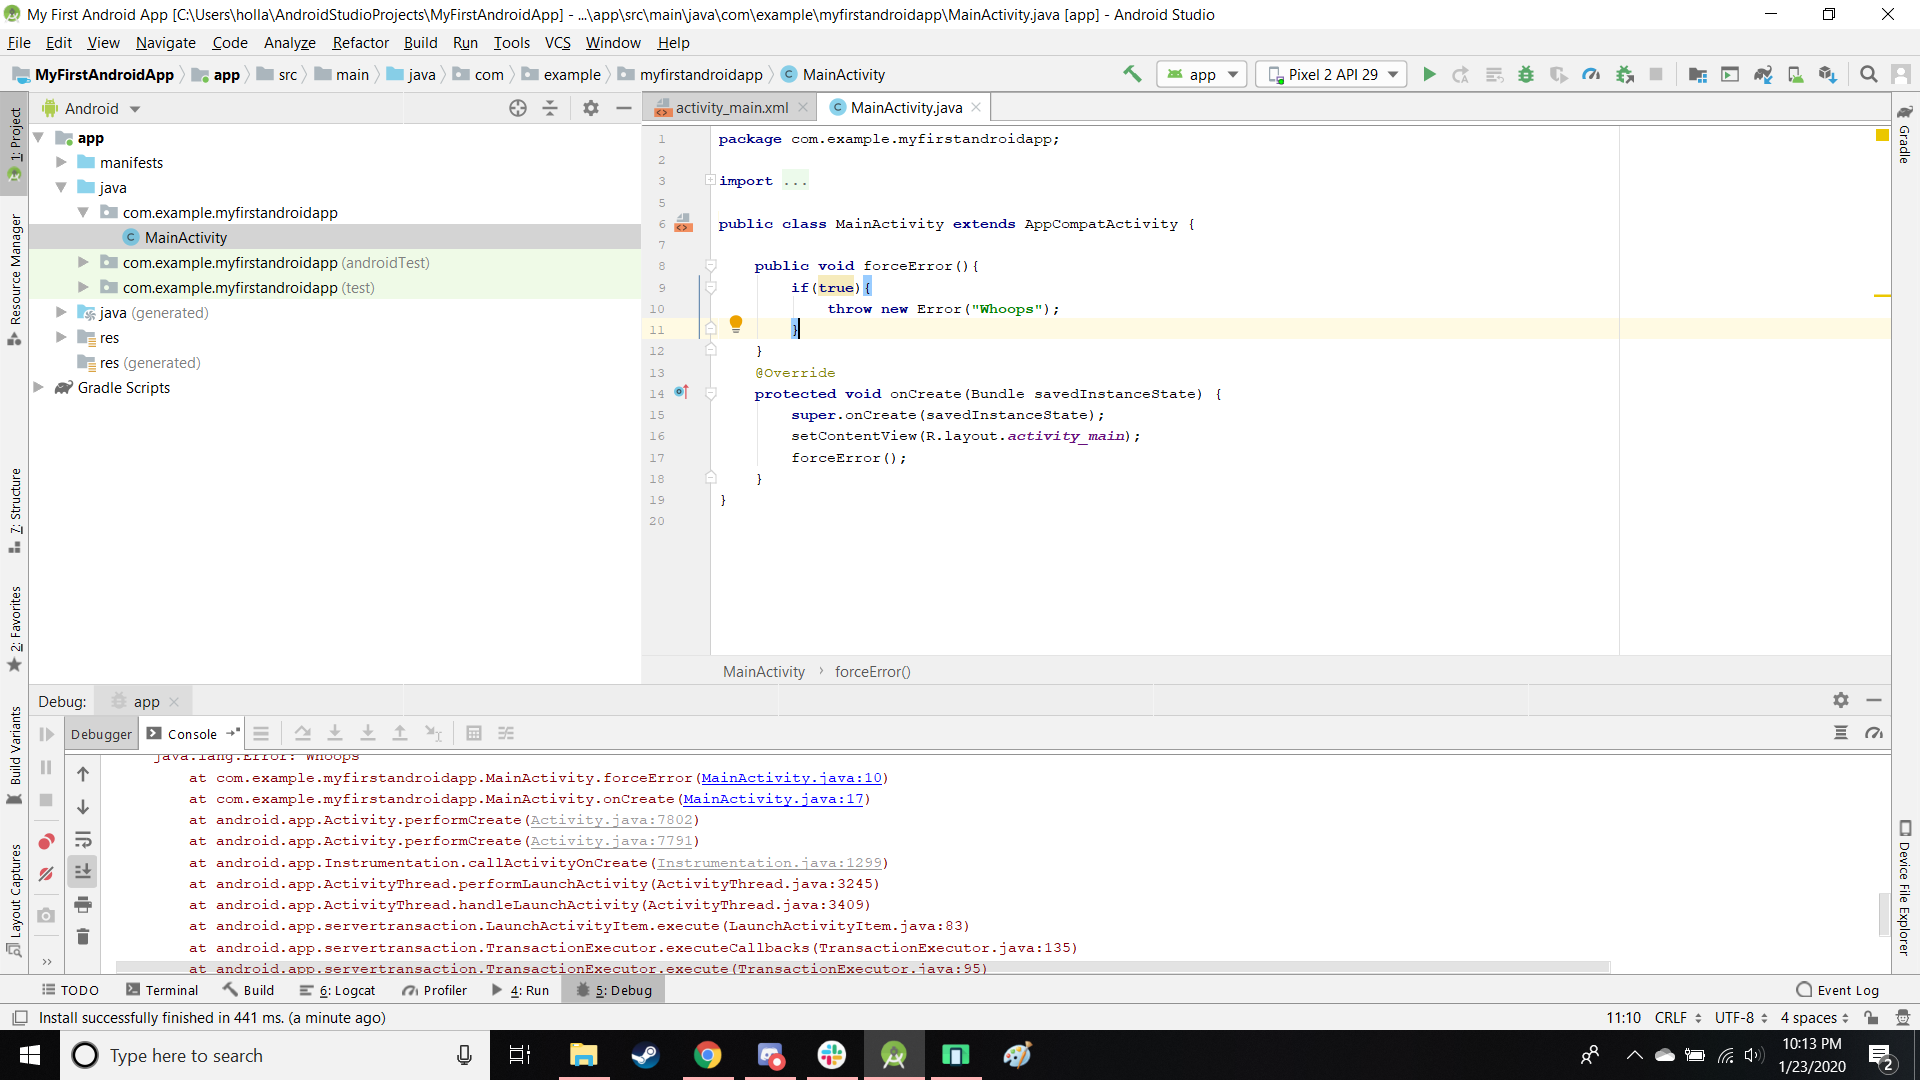 My First Android App [C:\Users\holla\AndroidStudioProjects\MyFirstAndroidApp] - ...\app\src\main\java\com\example\myfirstandroidapp\MainActivity.java [app] - Android Studio
File Edit View Navigate Code Analyze Refactor Build Run Tools VCS Window Help
MyFirstAndroidApp app src main java com example myfirstandroidapp MainActivity app Pixel 2 API 29
Android
activity_main.xml MainActivity.java
1: Project
Resource Manager
7: Structure
2: Favorites
Build Variants
Layout Captures
app
manifests
java
com.example.myfirstandroidapp
MainActivity
com.example.myfirstandroidapp (androidTest)
com.example.myfirstandroidapp (test)
java (generated)
res
res (generated)
Gradle Scripts
1 package com.example.myfirstandroidapp;
2
3 import ...
5
6 public class MainActivity extends AppCompatActivity {
7
8 public void forceError(){
9 if(true){
10 throw new Error("Whoops");
11 }
12 }
13 @Override
14 protected void onCreate(Bundle savedInstanceState) {
15 super.onCreate(savedInstanceState);
16 setContentView(R.layout.activity_main);
17 forceError();
18 }
19 }
20
MainActivity › forceError()
Gradle
Device File Explorer
Debug: app
Debugger Console
java.lang.Error: Whoops
at com.example.myfirstandroidapp.MainActivity.forceError(MainActivity.java:10)
at com.example.myfirstandroidapp.MainActivity.onCreate(MainActivity.java:17)
at android.app.Activity.performCreate(Activity.java:7802)
at android.app.Activity.performCreate(Activity.java:7791)
at android.app.Instrumentation.callActivityOnCreate(Instrumentation.java:1299)
at android.app.ActivityThread.performLaunchActivity(ActivityThread.java:3245)
at android.app.ActivityThread.handleLaunchActivity(ActivityThread.java:3409)
at android.app.servertransaction.LaunchActivityItem.execute(LaunchActivityItem.java:83)
at android.app.servertransaction.TransactionExecutor.executeCallbacks(TransactionExecutor.java:135)
at android.app.servertransaction.TransactionExecutor.execute(TransactionExecutor.java:95)
TODO Terminal Build 6: Logcat Profiler 4: Run 5: Debug Event Log
Install successfully finished in 441 ms. (a minute ago) 11:10 CRLF UTF-8 4 spaces
Type here to search
10:13 PM
1/23/2020
2